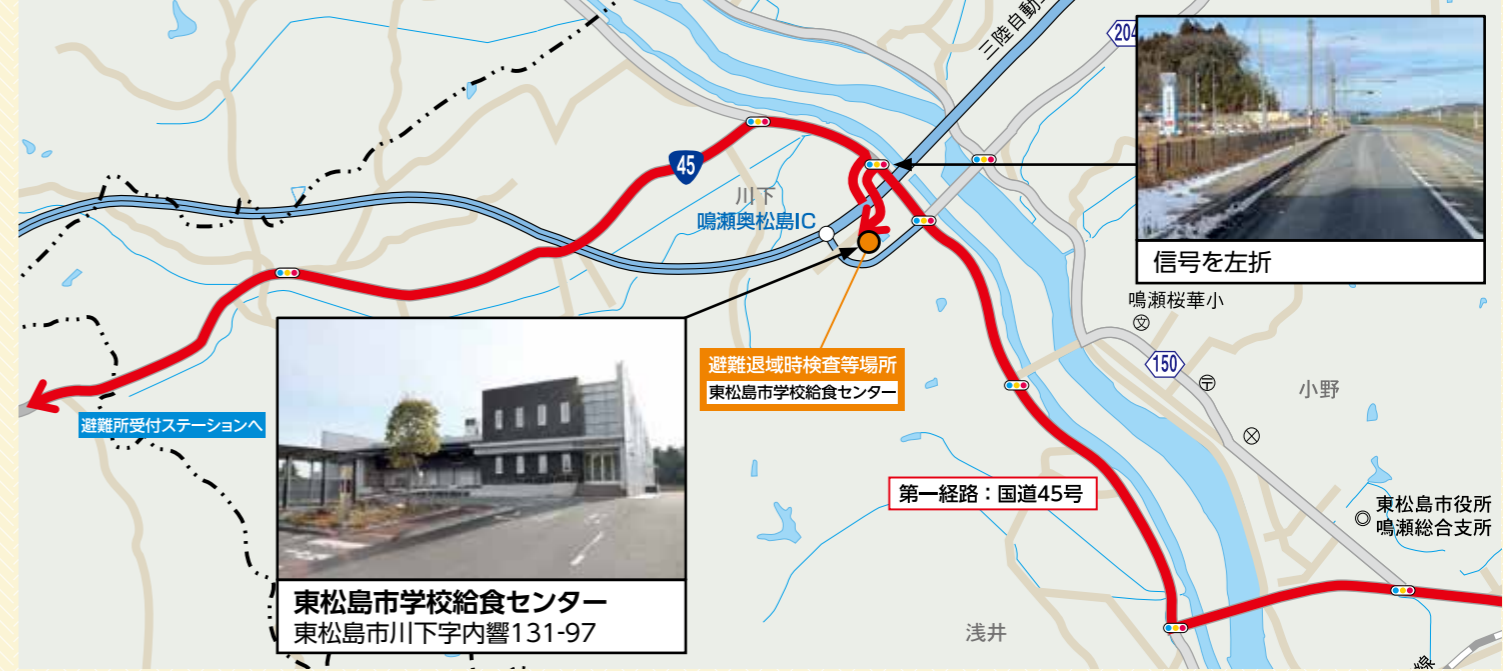 三陸自動
204
45
川下
鳴瀬奥松島IC
信号を左折
鳴瀬桜華小
文
150
小野
避難退域時検査等場所
東松島市学校給食センター
避難所受付ステーションへ
第一経路：国道45号
東松島市役所
鳴瀬総合支所
東松島市学校給食センター
東松島市川下字内響131-97
浅井
線